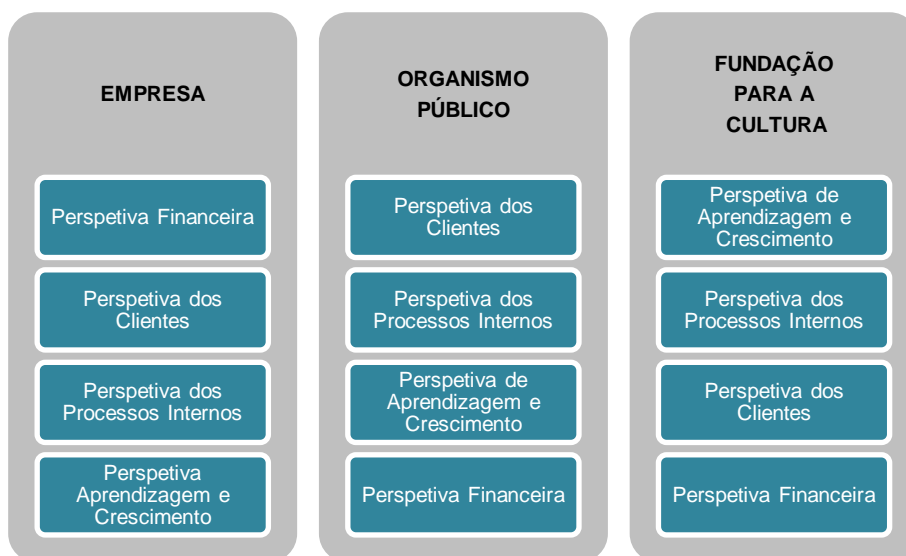 EMPRESA
Perspetiva Financeira
Perspetiva dos
Clientes
Perspetiva dos
Processos Internos
Perspetiva
Aprendizagem e
Crescimento
ORGANISMO
PÚBLICO
Perspetiva dos
Clientes
Perspetiva dos
Processos Internos
Perspetiva de
Aprendizagem e
Crescimento
Perspetiva Financeira
FUNDAÇÃO
PARA A
CULTURA
Perspetiva de
Aprendizagem e
Crescimento
Perspetiva dos
Processos Internos
Perspetiva dos
Clientes
Perspetiva Financeira